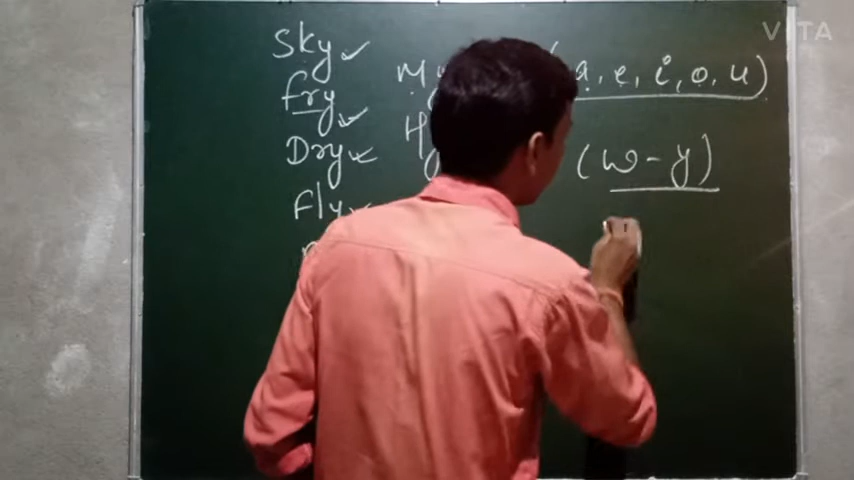 Sky
fry
Dry
Fly
(a, e, i, o, u)
(w - y)
VITA